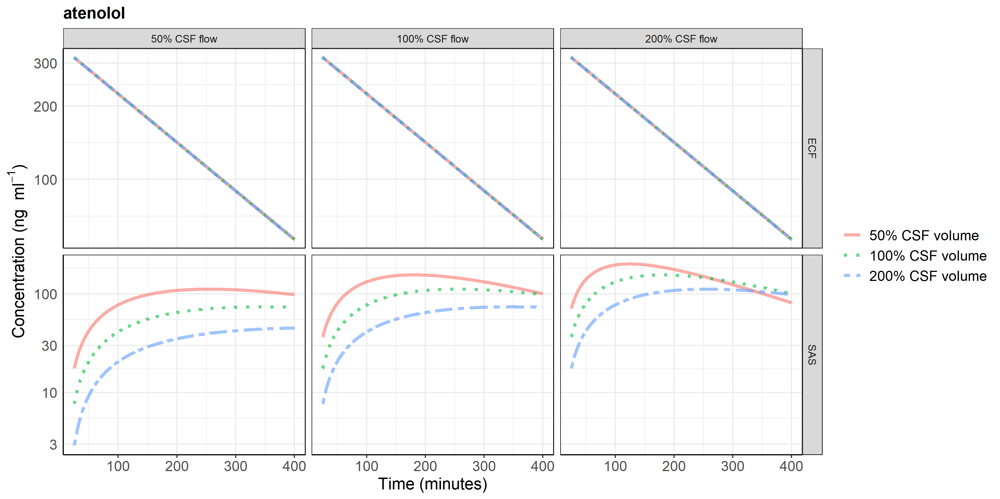 atenolol
50% CSF flow
100% CSF flow
200% CSF flow
300
200
100
ECF
100
30
10
3
SAS
Concentration (ng ml⁻¹)
100 200 300 400
100 200 300 400
100 200 300 400
Time (minutes)
50% CSF volume
100% CSF volume
200% CSF volume